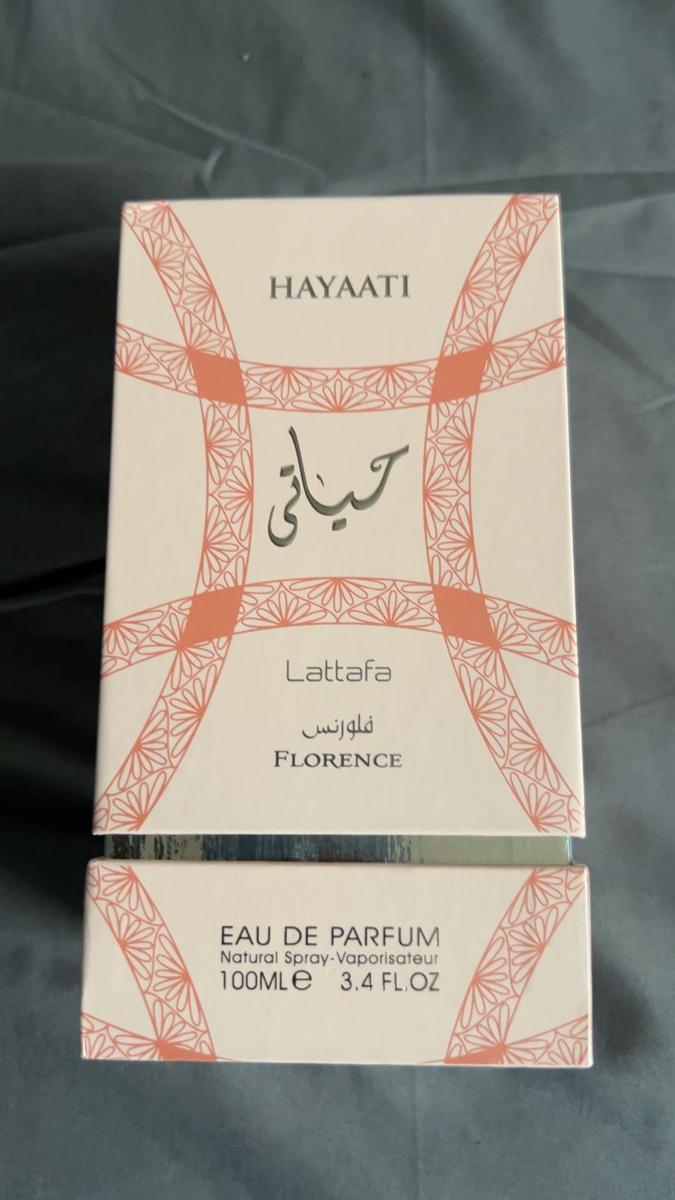 HAYAATI
حياتي
Lattafa
فلورنس
FLORENCE
EAU DE PARFUM
Natural Spray-Vaporisateur
100ML℮ 3.4 FL.OZ